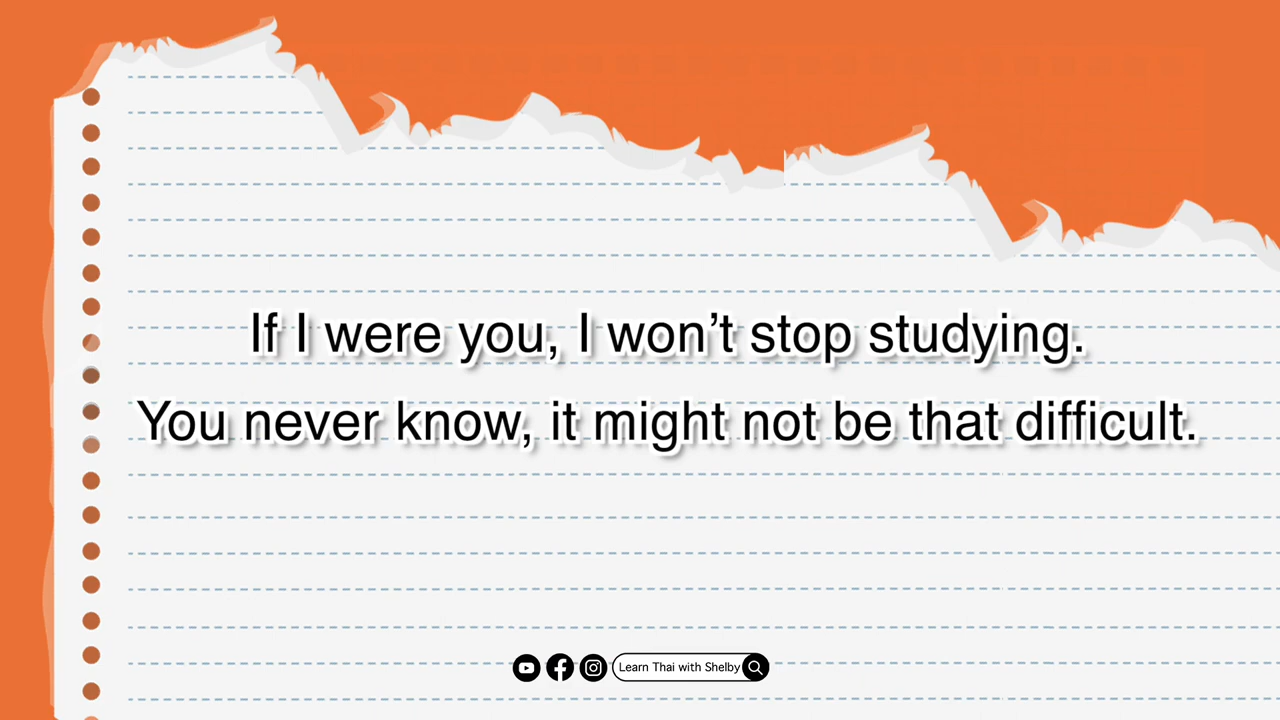 If I were you, I won’t stop studying.
You never know, it might not be that difficult.
Learn Thai with Shelby